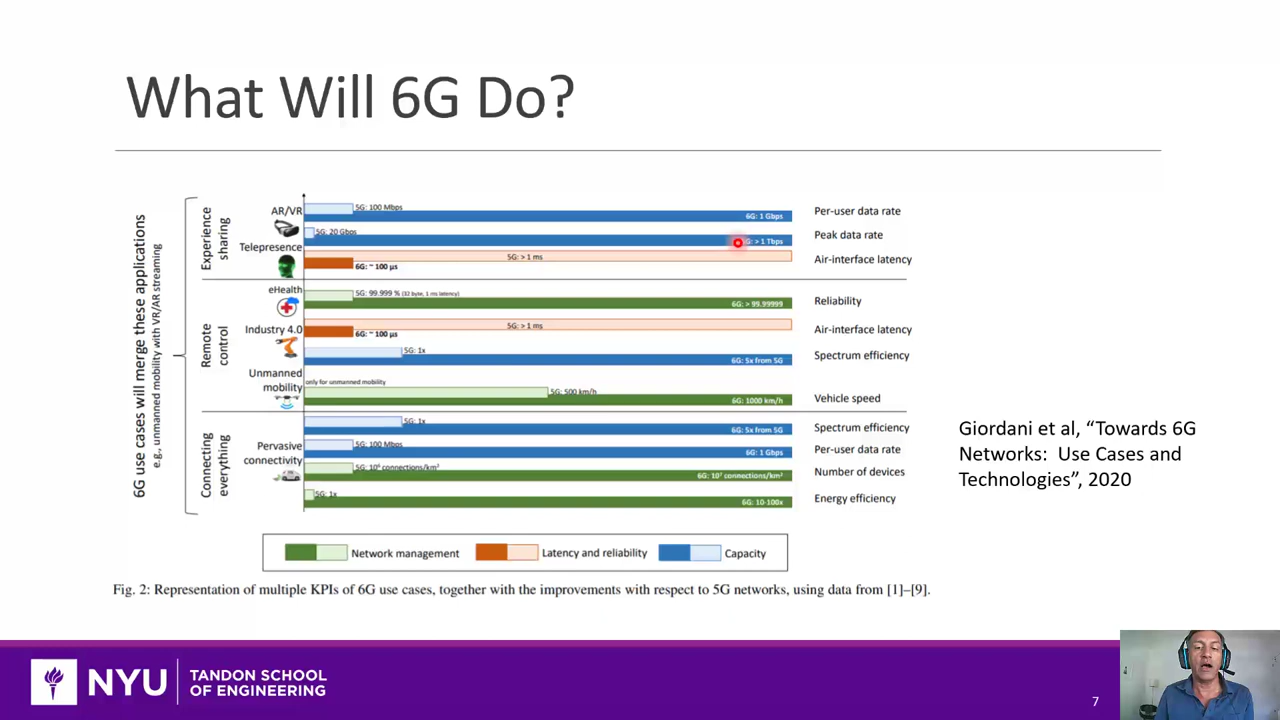 What Will 6G Do?
6G use cases will merge these applications
e.g., unmanned mobility with VR/AR streaming
Experience
sharing
AR/VR
5G: 100 Mbps
6G: 1 Gbps
Per-user data rate
5G: 20 Gbps
G: > 1 Tbps
Peak data rate
Telepresence
5G: > 1 ms
6G: ~ 100 µs
Air-interface latency
Remote
control
eHealth
5G: 99.999 % (32 byte, 1 ms latency)
6G: > 99.99999
Reliability
Industry 4.0
5G: > 1 ms
6G: ~ 100 µs
Air-interface latency
5G: 1x
6G: 5x from 5G
Spectrum efficiency
Unmanned
mobility
only for unmanned mobility
5G: 500 km/h
6G: 1000 km/h
Vehicle speed
Connecting
everything
5G: 1x
6G: 5x from 5G
Spectrum efficiency
Pervasive
connectivity
5G: 100 Mbps
6G: 1 Gbps
Per-user data rate
5G: 10⁶ connections/km²
6G: 10⁷ connections/km²
Number of devices
5G: 1x
6G: 10-100x
Energy efficiency
Network management
Latency and reliability
Capacity
Giordani et al, “Towards 6G
Networks: Use Cases and
Technologies”, 2020
Fig. 2: Representation of multiple KPIs of 6G use cases, together with the improvements with respect to 5G networks, using data from [1]–[9].
NYU
TANDON SCHOOL
OF ENGINEERING
7